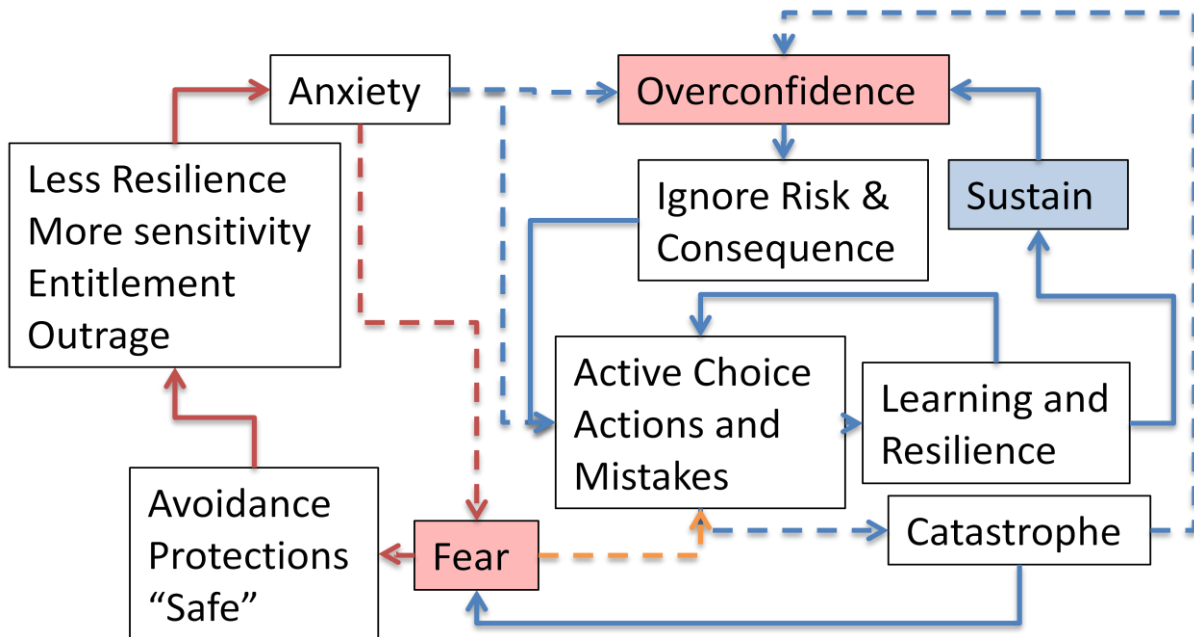 Anxiety
Overconfidence
Less Resilience
More sensitivity
Entitlement
Outrage
Ignore Risk &
Consequence
Sustain
Active Choice
Actions and
Mistakes
Learning and
Resilience
Avoidance
Protections
“Safe”
Fear
Catastrophe